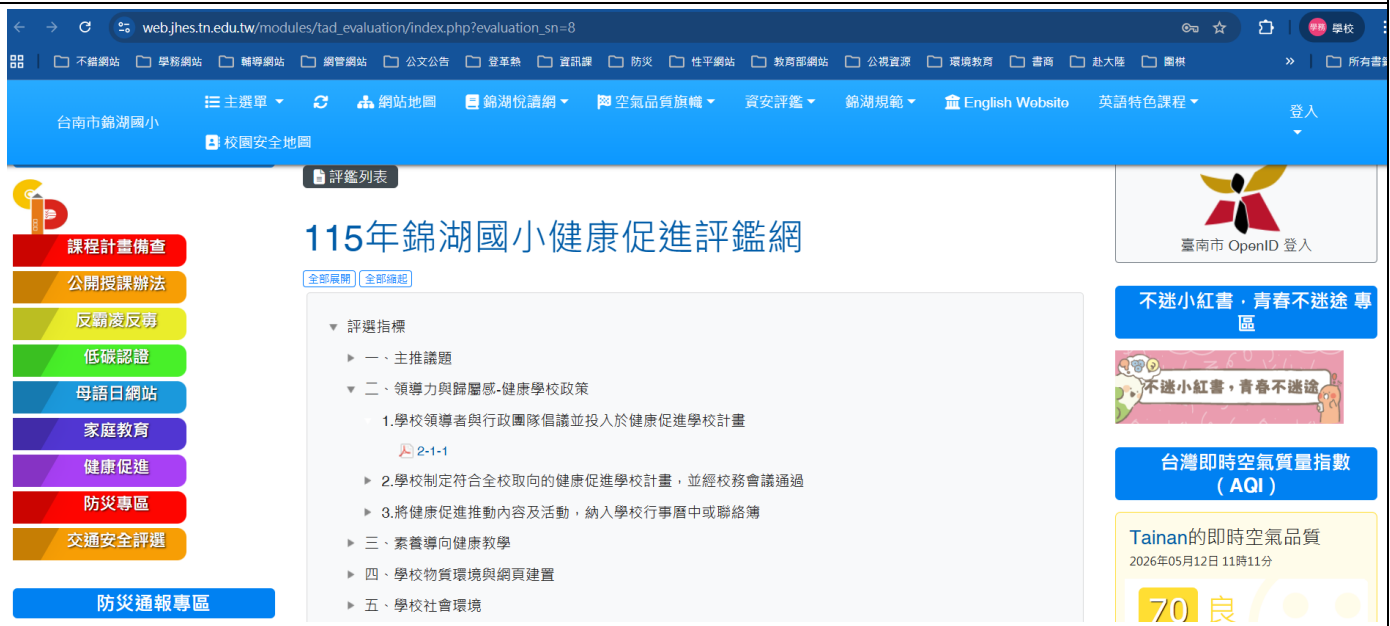 web.jhes.tn.edu.tw/modules/tad_evaluation/index.php?evaluation_sn=8
學務 學校
不錯網站 學務網站 輔導網站 網管網站 公文公告 登革熱 資訊課 防災 性平網站 教育部網站 公視資源 環境教育 書商 赴大陸 圍棋 » 所有書籤
台南市錦湖國小
主選單 網站地圖 錦湖悅讀網 空氣品質旗幟 資安評鑑 錦湖規範 English Website 英語特色課程
校園安全地圖
登入
課程計畫備查
公開授課辦法
反霸凌反毒
低碳認證
母語日網站
家庭教育
健康促進
防災專區
交通安全評選
防災通報專區
評鑑列表
115年錦湖國小健康促進評鑑網
全部展開 全部縮起
評選指標
一、主推議題
二、領導力與歸屬感-健康學校政策
1.學校領導者與行政團隊倡議並投入於健康促進學校計畫
2-1-1
2.學校制定符合全校取向的健康促進學校計畫，並經校務會議通過
3.將健康促進推動內容及活動，納入學校行事曆中或聯絡簿
三、素養導向健康教學
四、學校物質環境與網頁建置
五、學校社會環境
臺南市 OpenID 登入
不迷小紅書．青春不迷途 專
區
不迷小紅書，青春不迷途
台灣即時空氣質量指數
（AQI）
Tainan的即時空氣品質
2026年05月12日 11時11分
70 良